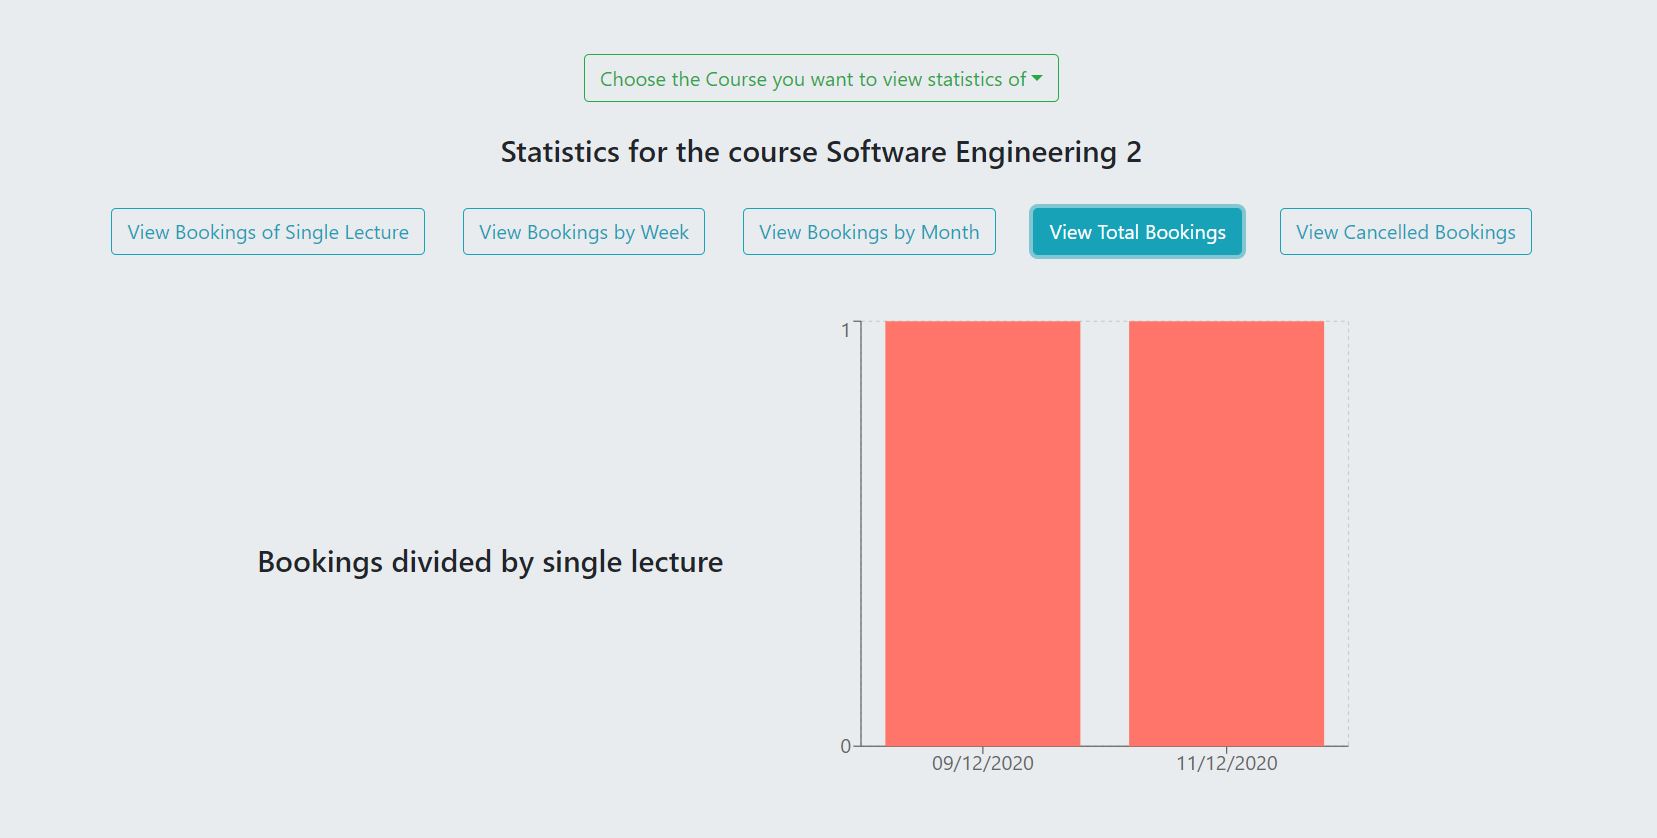 Choose the Course you want to view statistics of
Statistics for the course Software Engineering 2
View Bookings of Single Lecture
View Bookings by Week
View Bookings by Month
View Total Bookings
View Cancelled Bookings
Bookings divided by single lecture
1
0
09/12/2020
11/12/2020